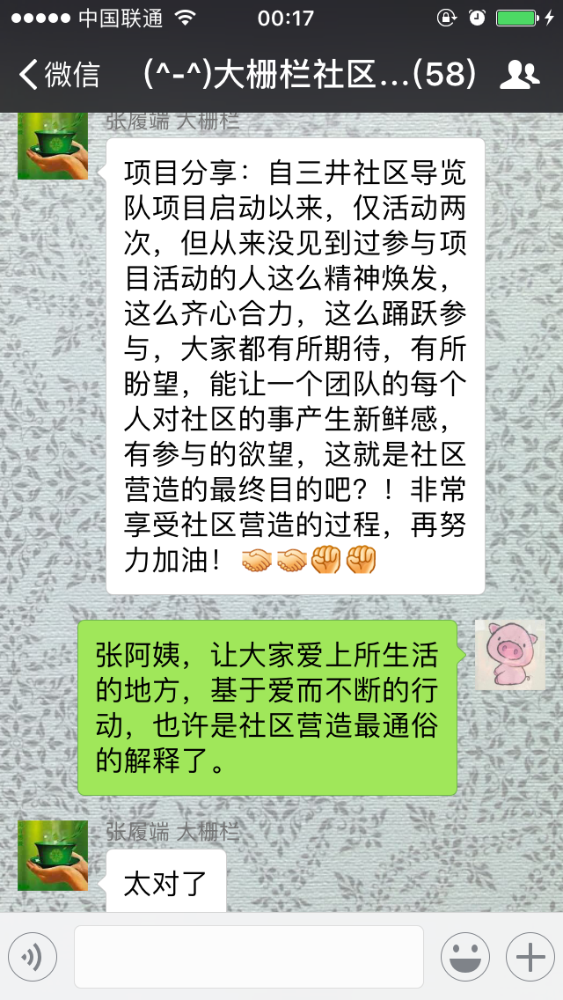 中国联通 00:17
微信 (^-^)大栅栏社区...(58)
张履端 大栅栏
项目分享：自三井社区导览
队项目启动以来，仅活动两
次，但从来没见到过参与项
目活动的人这么精神焕发，
这么齐心合力，这么踊跃参
与，大家都有所期待，有所
盼望，能让一个团队的每个
人对社区的事产生新鲜感，
有参与的欲望，这就是社区
营造的最终目的吧？！非常
享受社区营造的过程，再努
力加油！
张阿姨，让大家爱上所生活
的地方，基于爱而不断的行
动，也许是社区营造最通俗
的解释了。
张履端 大栅栏
太对了